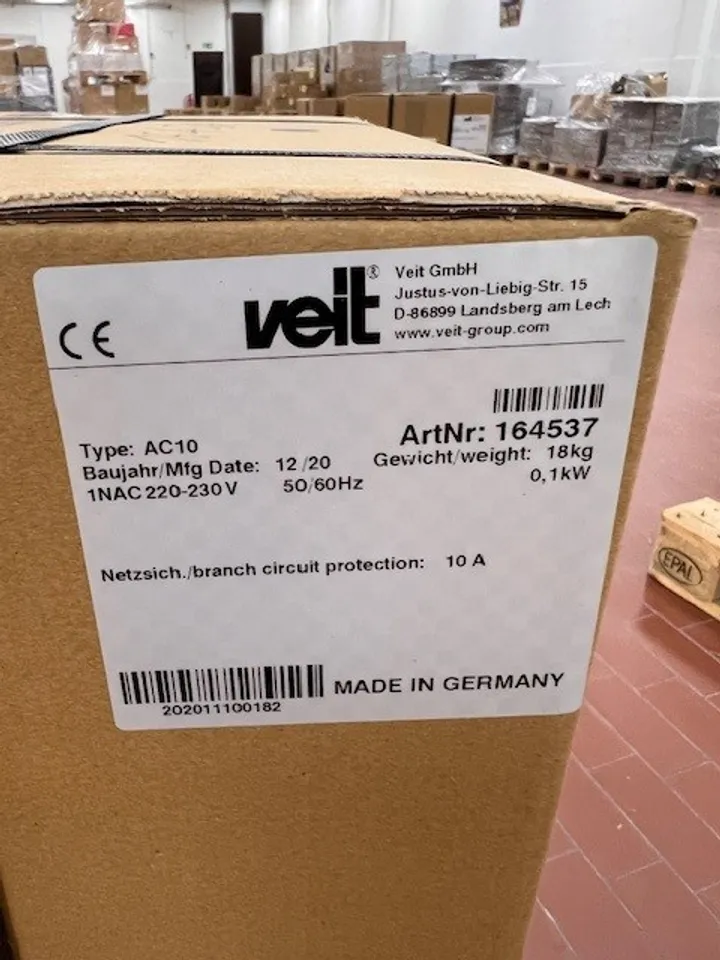 CE
veit®
Veit GmbH
Justus-von-Liebig-Str. 15
D-86899 Landsberg am Lech
www.veit-group.com
ArtNr: 164537
Type: AC10
Baujahr/Mfg Date: 12/20
Gewicht/weight: 18kg
1NAC 220-230V 50/60Hz
0,1kW
Netzsich./branch circuit protection: 10 A
202011100182
MADE IN GERMANY
EPAL